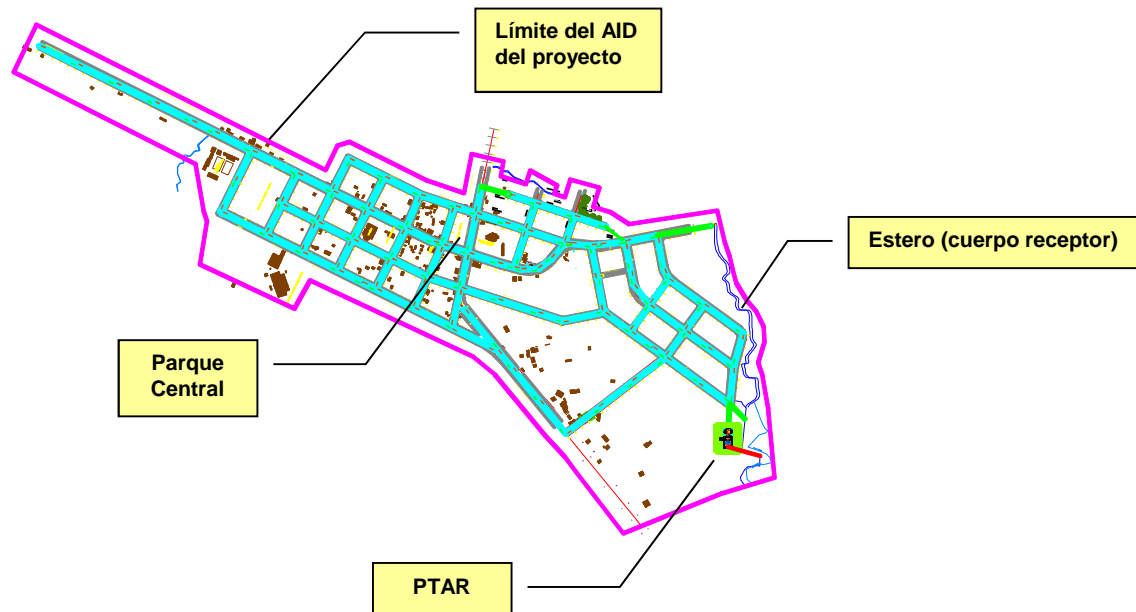 Límite del AID
del proyecto
Estero (cuerpo receptor)
Parque
Central
PTAR